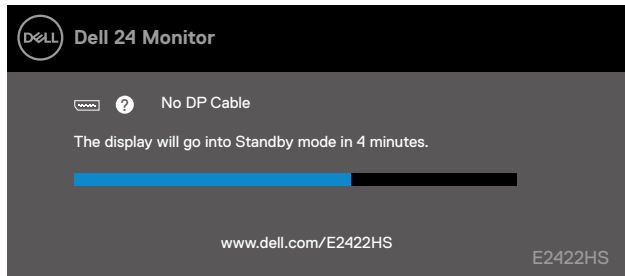 DELL Dell 24 Monitor
? No DP Cable
The display will go into Standby mode in 4 minutes.
www.dell.com/E2422HS
E2422HS